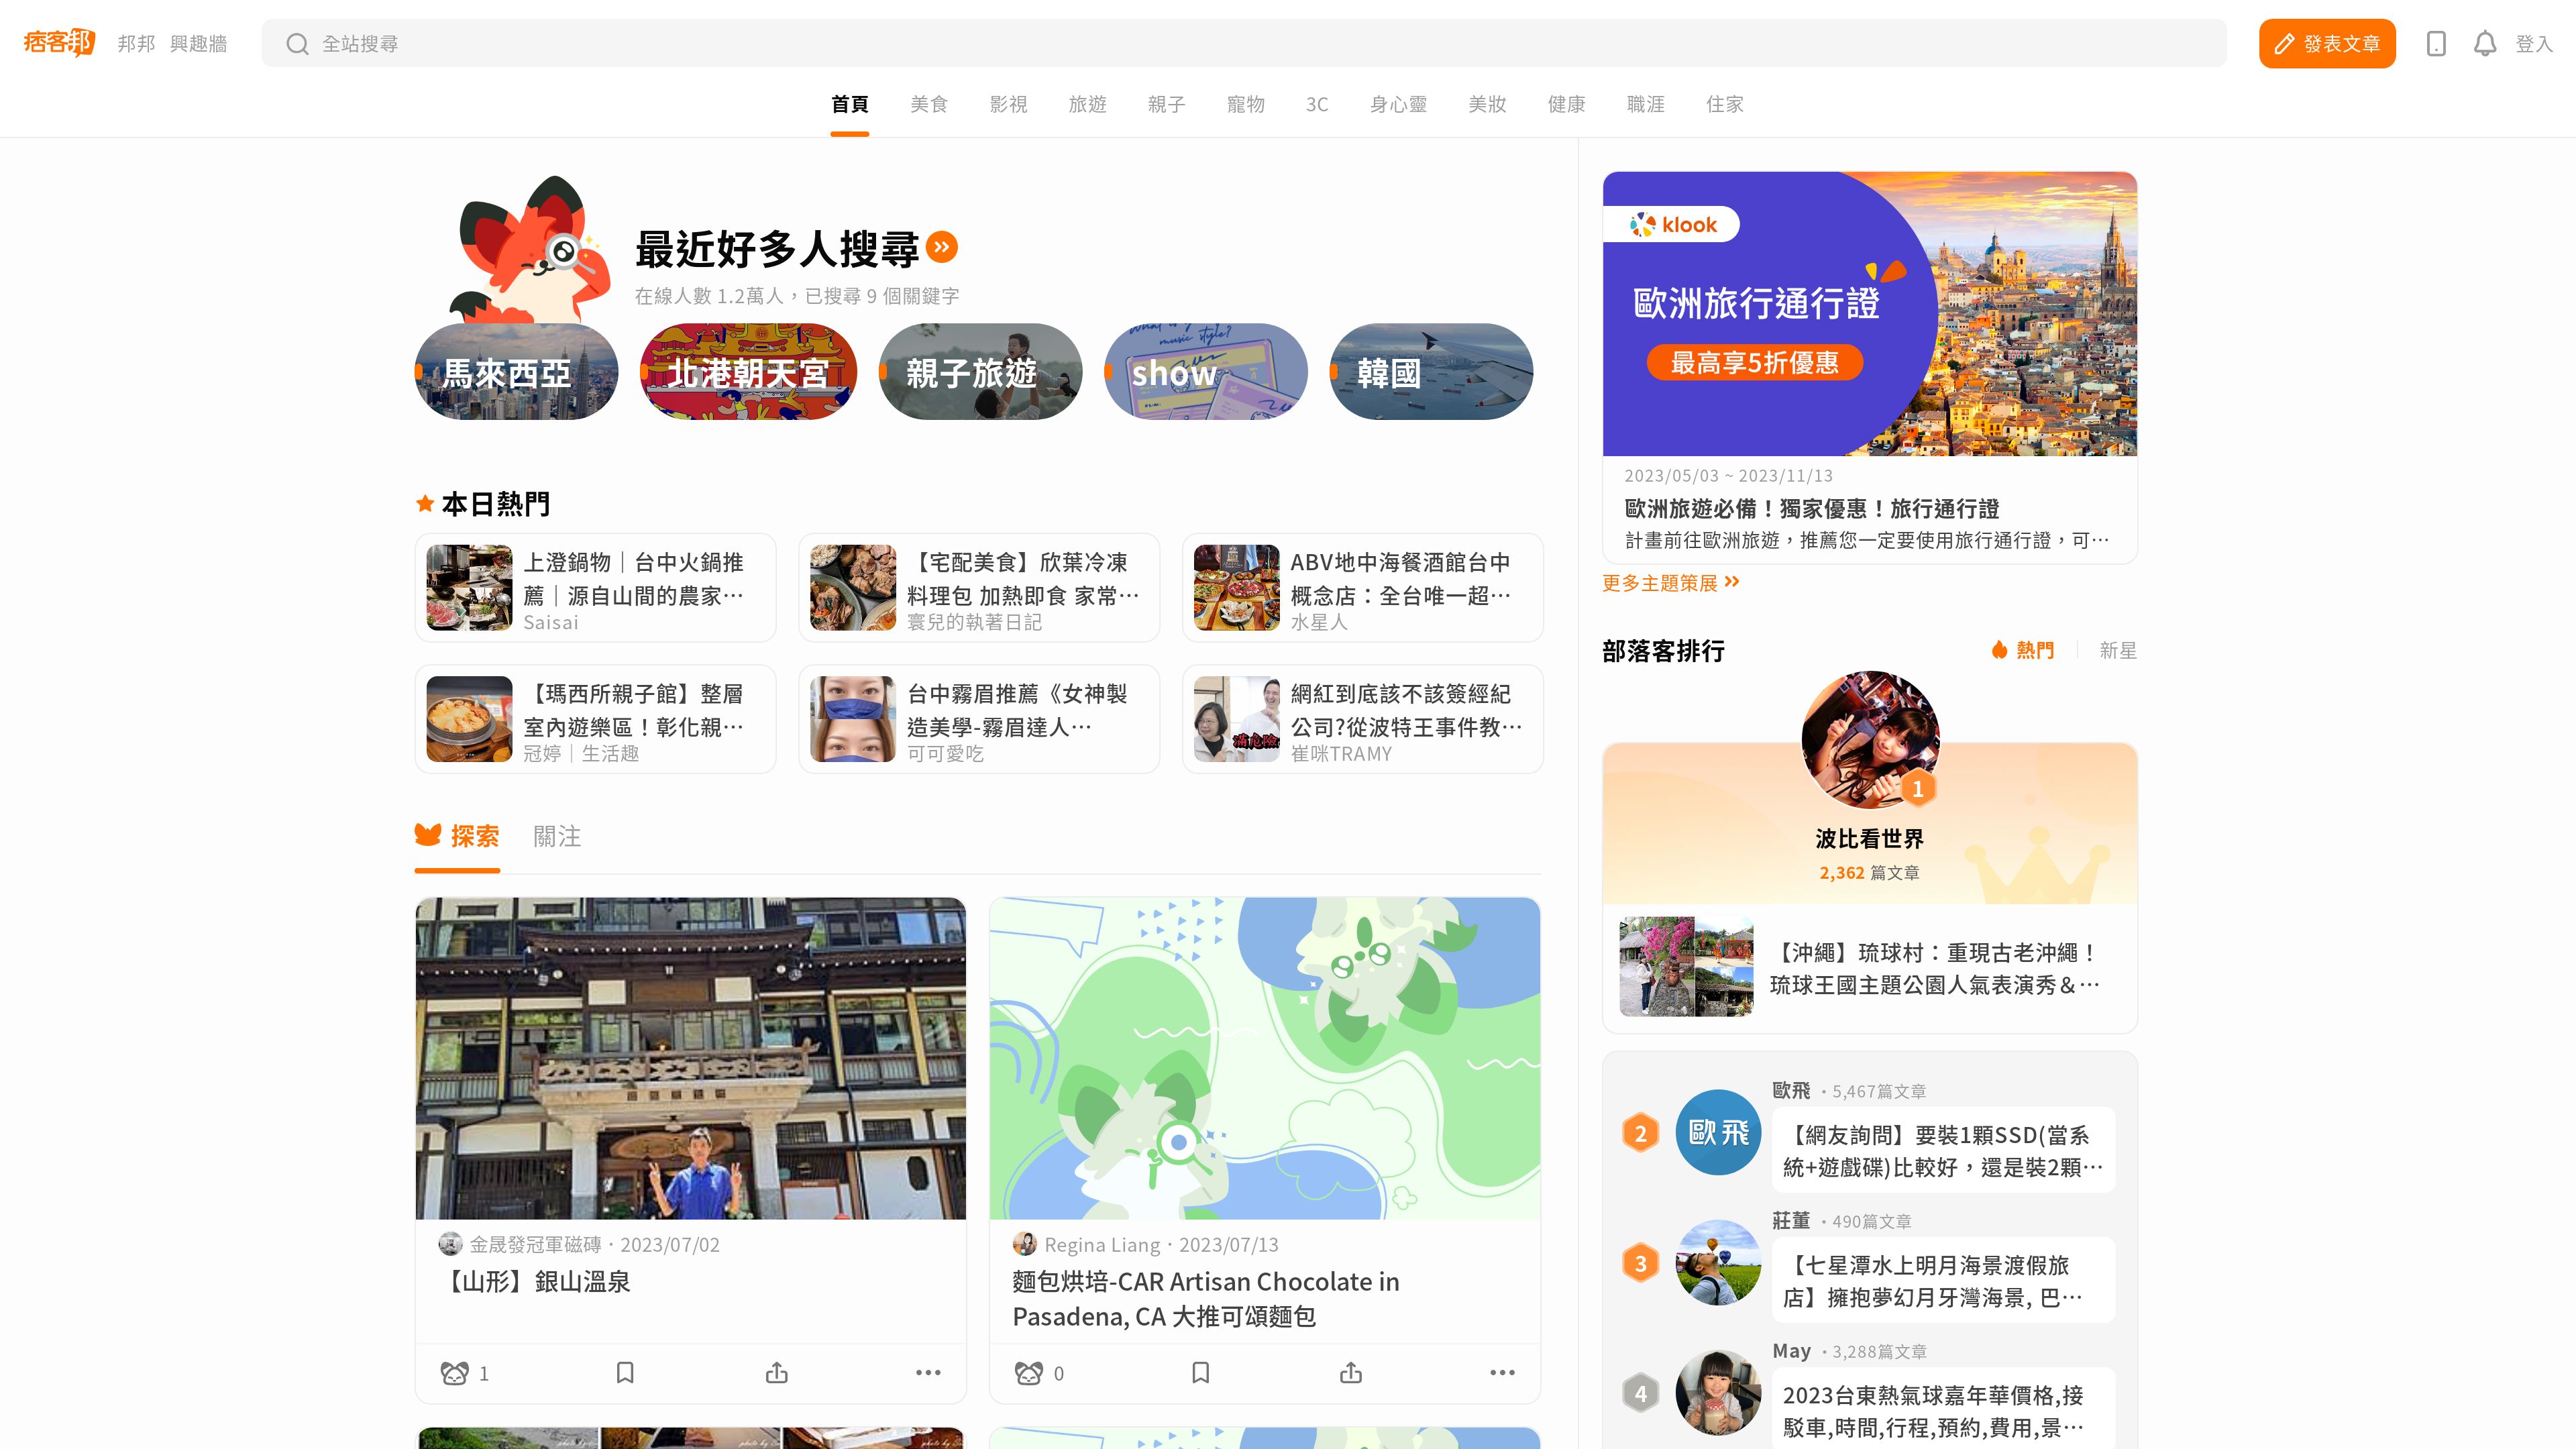 痞客邦
邦邦
興趣牆
全站搜尋
發表文章
登入
首頁
美食
影視
旅遊
親子
寵物
3C
身心靈
美妝
健康
職涯
住家
最近好多人搜尋
在線人數 1.2萬人，已搜尋 9 個關鍵字
馬來西亞
北港朝天宮
親子旅遊
show
韓國
本日熱門
上澄鍋物｜台中火鍋推
薦｜源自山間的農家…
Saisai
【宅配美食】欣葉冷凍
料理包 加熱即食 家常…
寰兒的執著日記
ABV地中海餐酒館台中
概念店：全台唯一超…
水星人
【瑪西所親子館】整層
室內遊樂區！彰化親…
冠婷｜生活趣
台中霧眉推薦《女神製
造美學-霧眉達人…
可可愛吃
網紅到底該不該簽經紀
公司?從波特王事件教…
崔咪TRAMY
探索
關注
金晟發冠軍磁磚・2023/07/02
【山形】銀山溫泉
1
Regina Liang・2023/07/13
麵包烘培-CAR Artisan Chocolate in
Pasadena, CA 大推可頌麵包
0
klook
歐洲旅行通行證
最高享5折優惠
2023/05/03 ~ 2023/11/13
歐洲旅遊必備！獨家優惠！旅行通行證
計畫前往歐洲旅遊，推薦您一定要使用旅行通行證，可…
更多主題策展
部落客排行
熱門
新星
1
波比看世界
2,362 篇文章
【沖繩】琉球村：重現古老沖繩！
琉球王國主題公園人氣表演秀＆…
2
歐飛
歐飛 ・5,467篇文章
【網友詢問】要裝1顆SSD(當系
統+遊戲碟)比較好，還是裝2顆…
3
莊董 ・490篇文章
【七星潭水上明月海景渡假旅
店】擁抱夢幻月牙灣海景, 巴…
4
May ・3,288篇文章
2023台東熱氣球嘉年華價格,接
駁車,時間,行程,預約,費用,景…